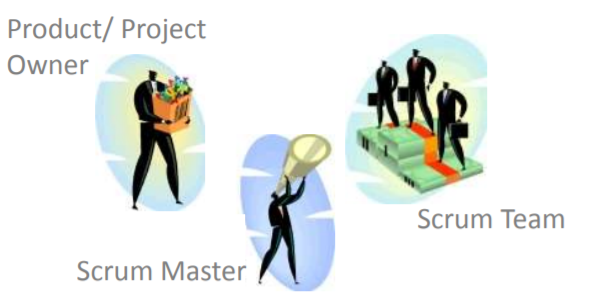 Product/ Project
Owner
Scrum Team
Scrum Master